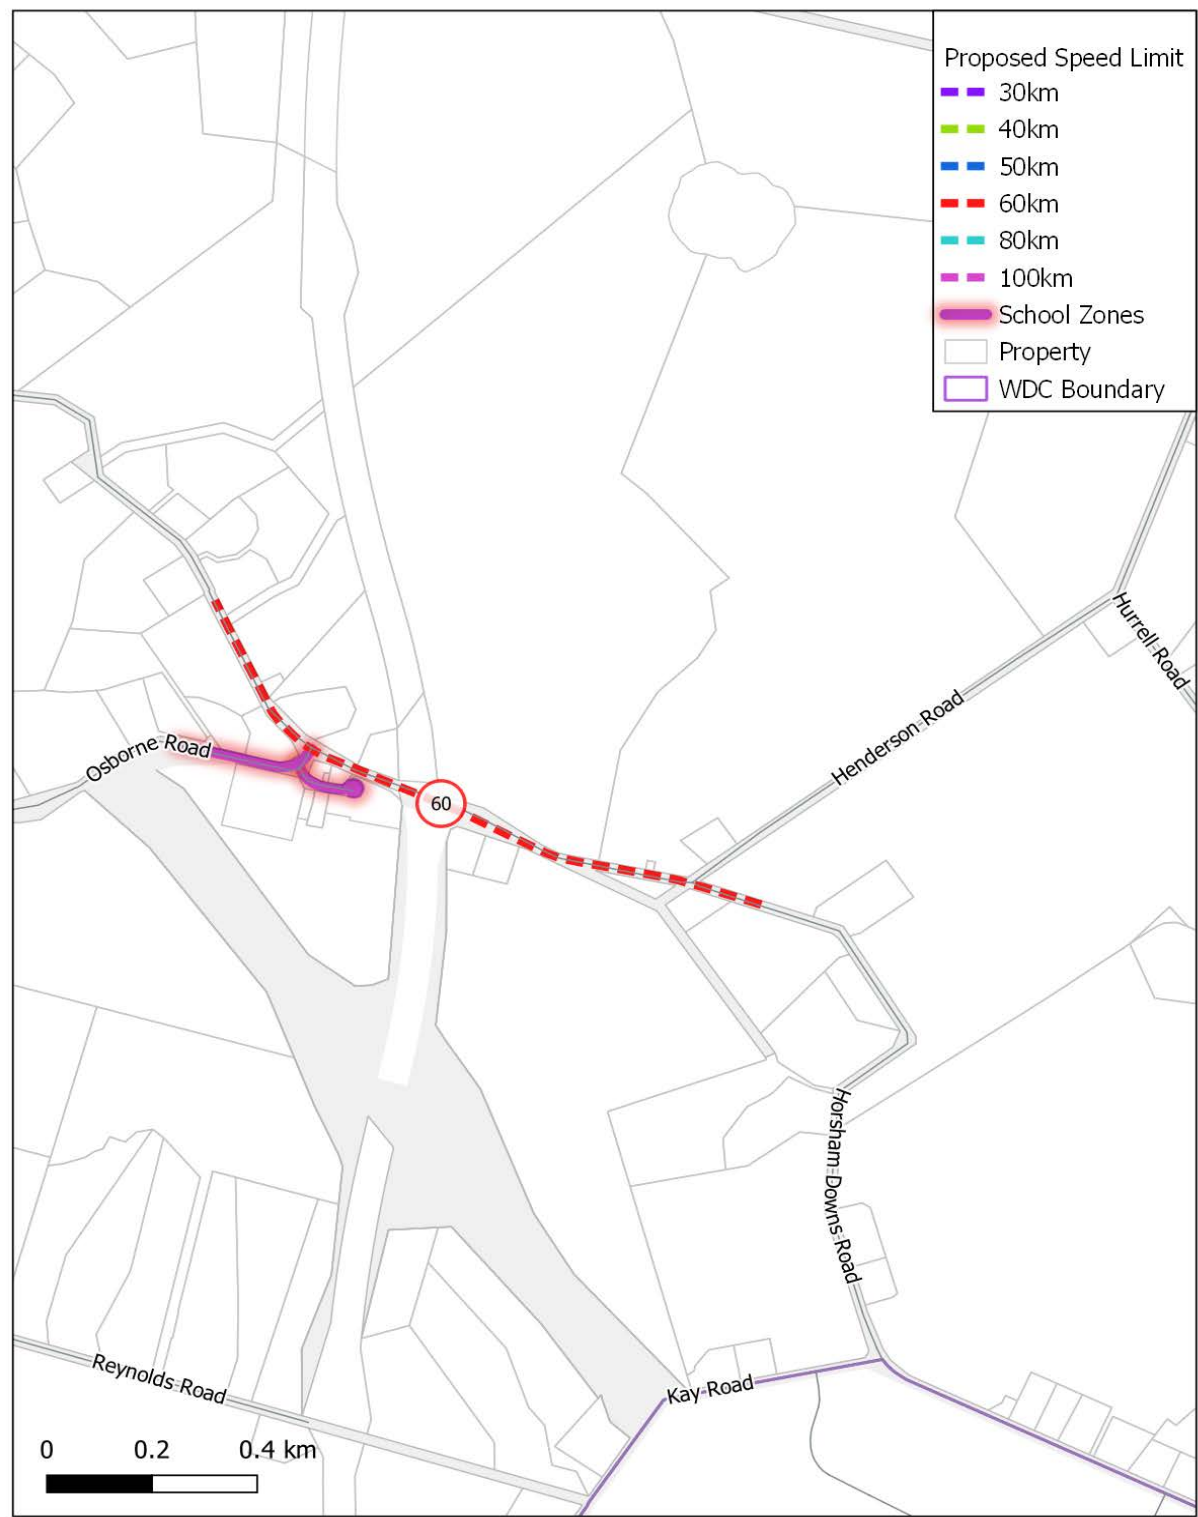 Proposed Speed Limit
30km
40km
50km
60km
80km
100km
School Zones
Property
WDC Boundary
Hurrell Road
Henderson Road
Osborne Road
60
Horsham Downs Road
Reynolds Road
Kay Road
0 0.2 0.4 km